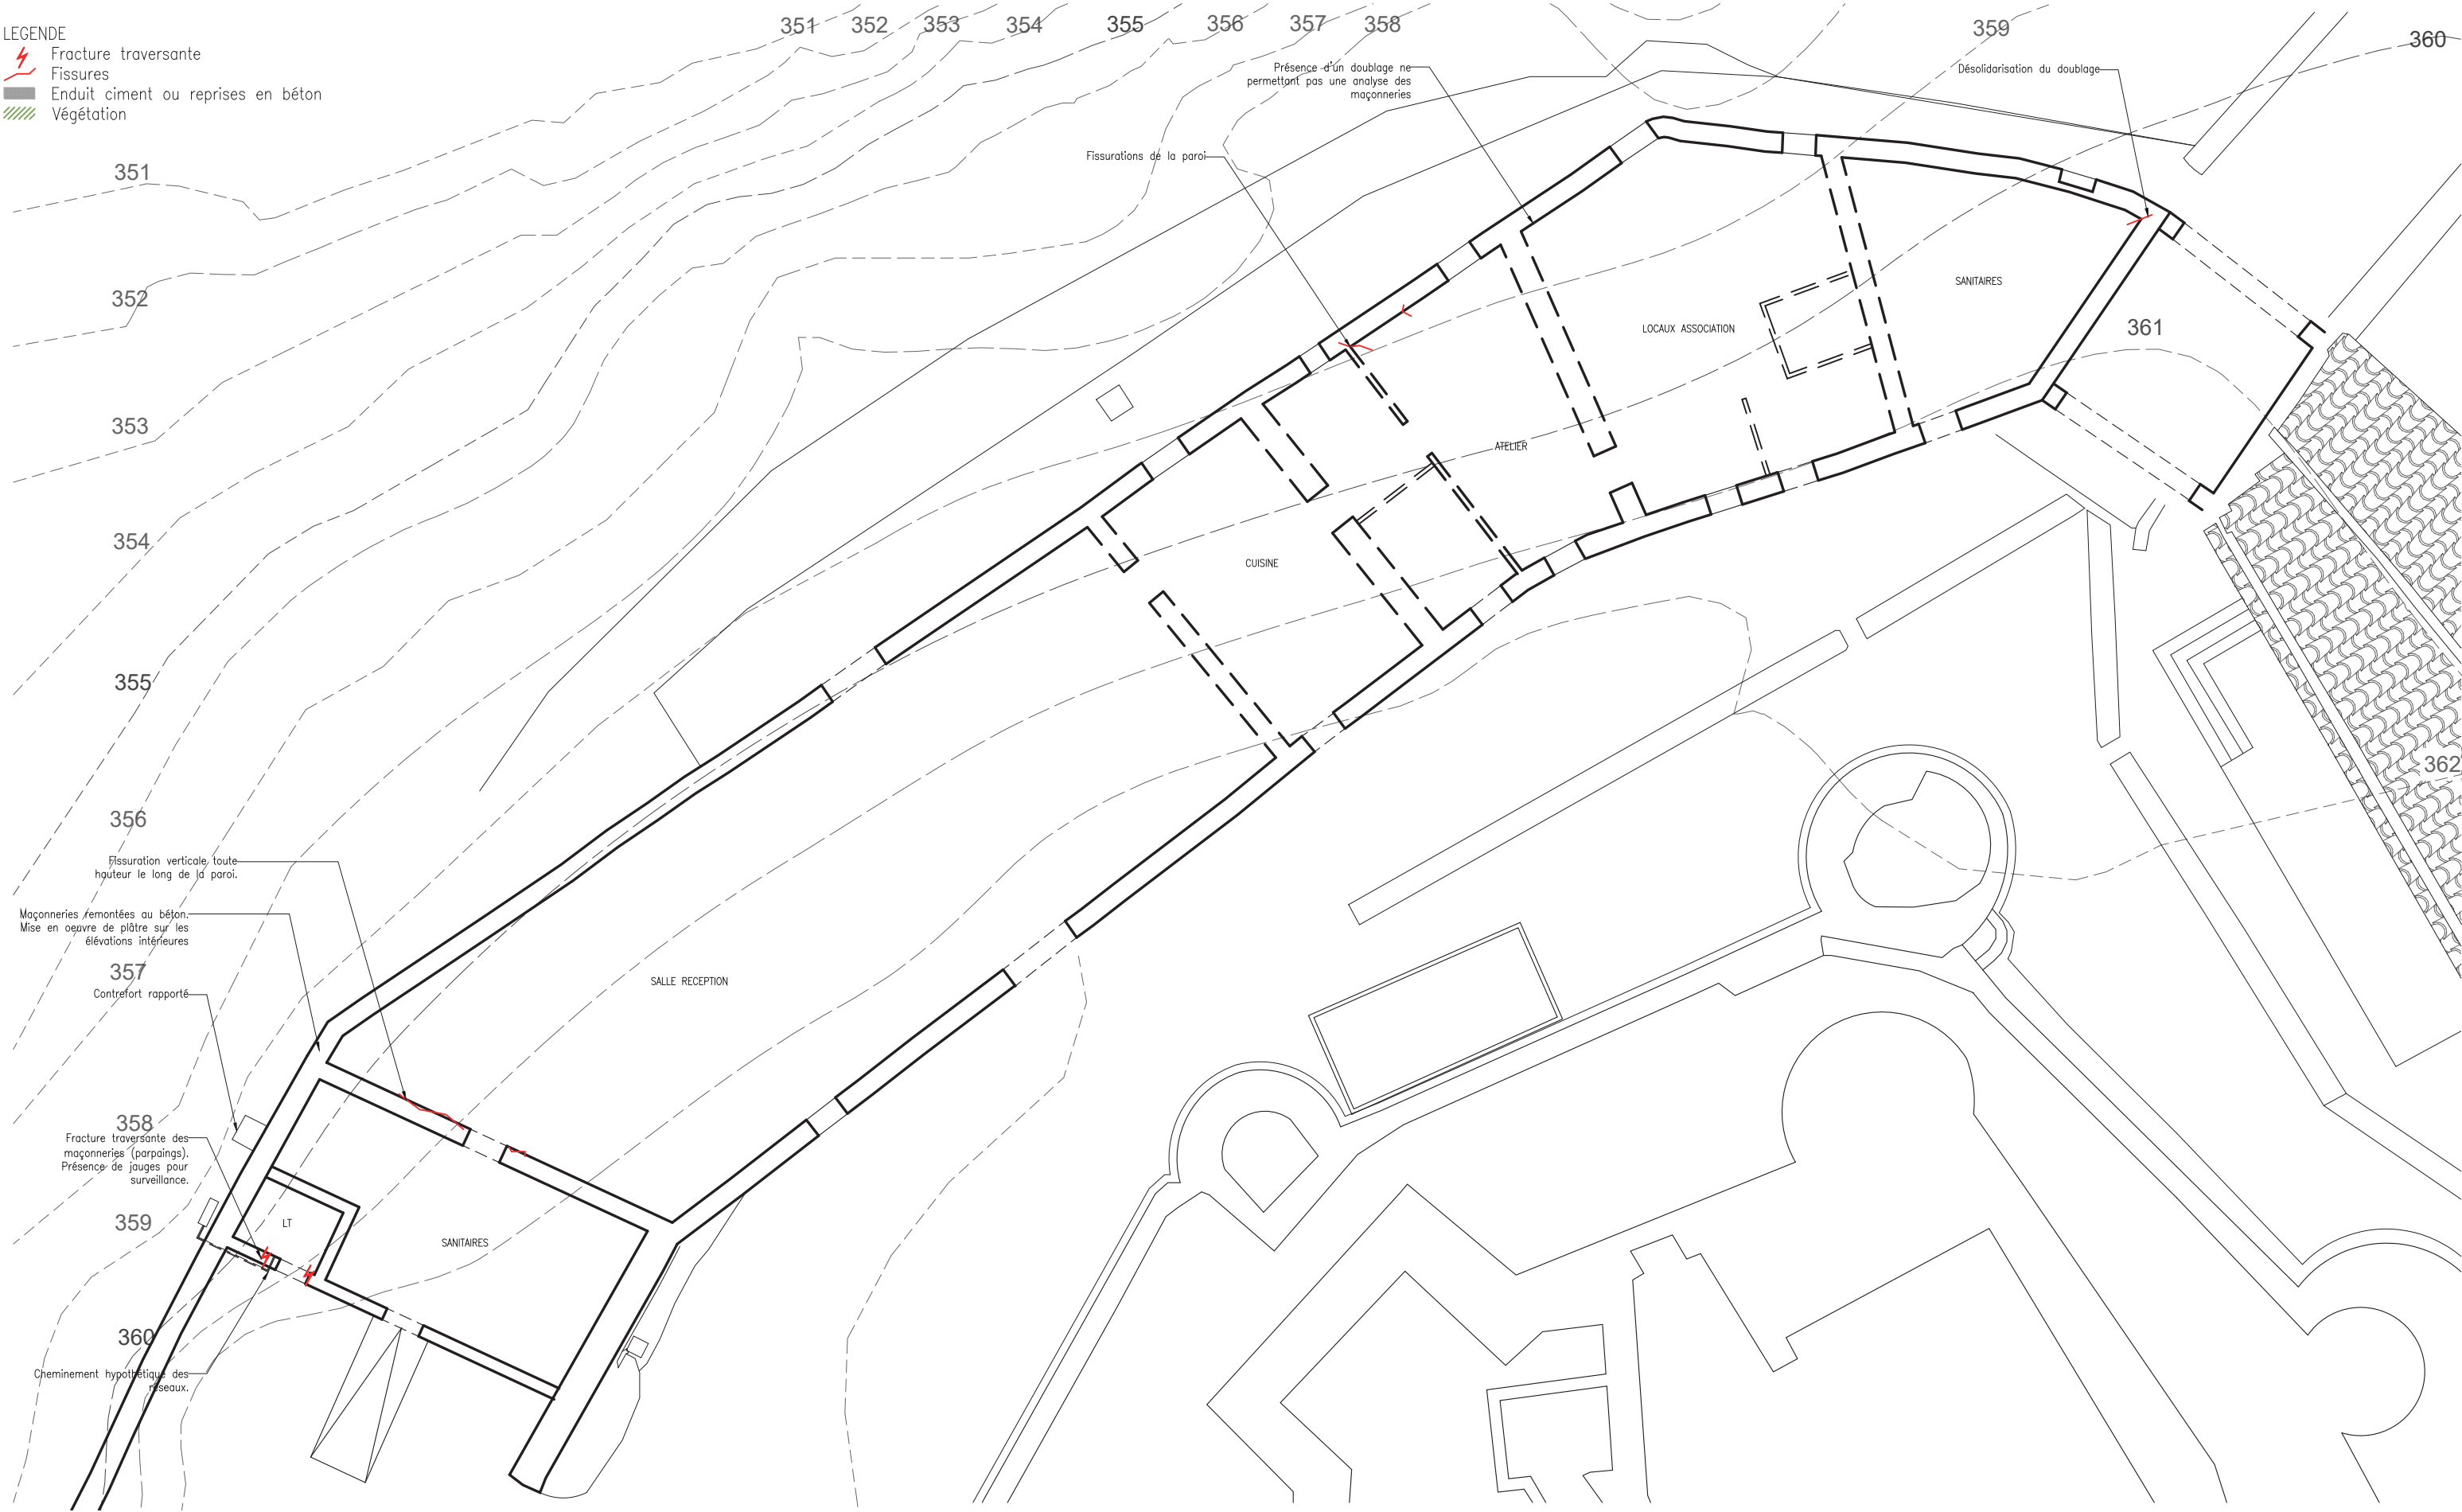 LEGENDE
Fracture traversante
Fissures
Enduit ciment ou reprises en béton
Végétation
351
352
353
354
355
356
357
358
359
360
Présence d'un doublage ne
permettant pas une analyse des
maçonneries
Désolidarisation du doublage
Fissurations de la paroi
351
352
353
354
355
356
357
358
359
360
361
362
SANITAIRES
LOCAUX ASSOCIATION
ATELIER
CUISINE
SALLE RECEPTION
FIssuration verticale toute
hauteur le long de la paroi.
Maçonneries remontées au béton.
Mise en oeuvre de plâtre sur les
élévations intérieures
Contrefort rapporté
Fracture traversante des
maçonneries (parpaings).
Présence de jauges pour
surveillance.
LT
SANITAIRES
Cheminement hypothétique des
réseaux.